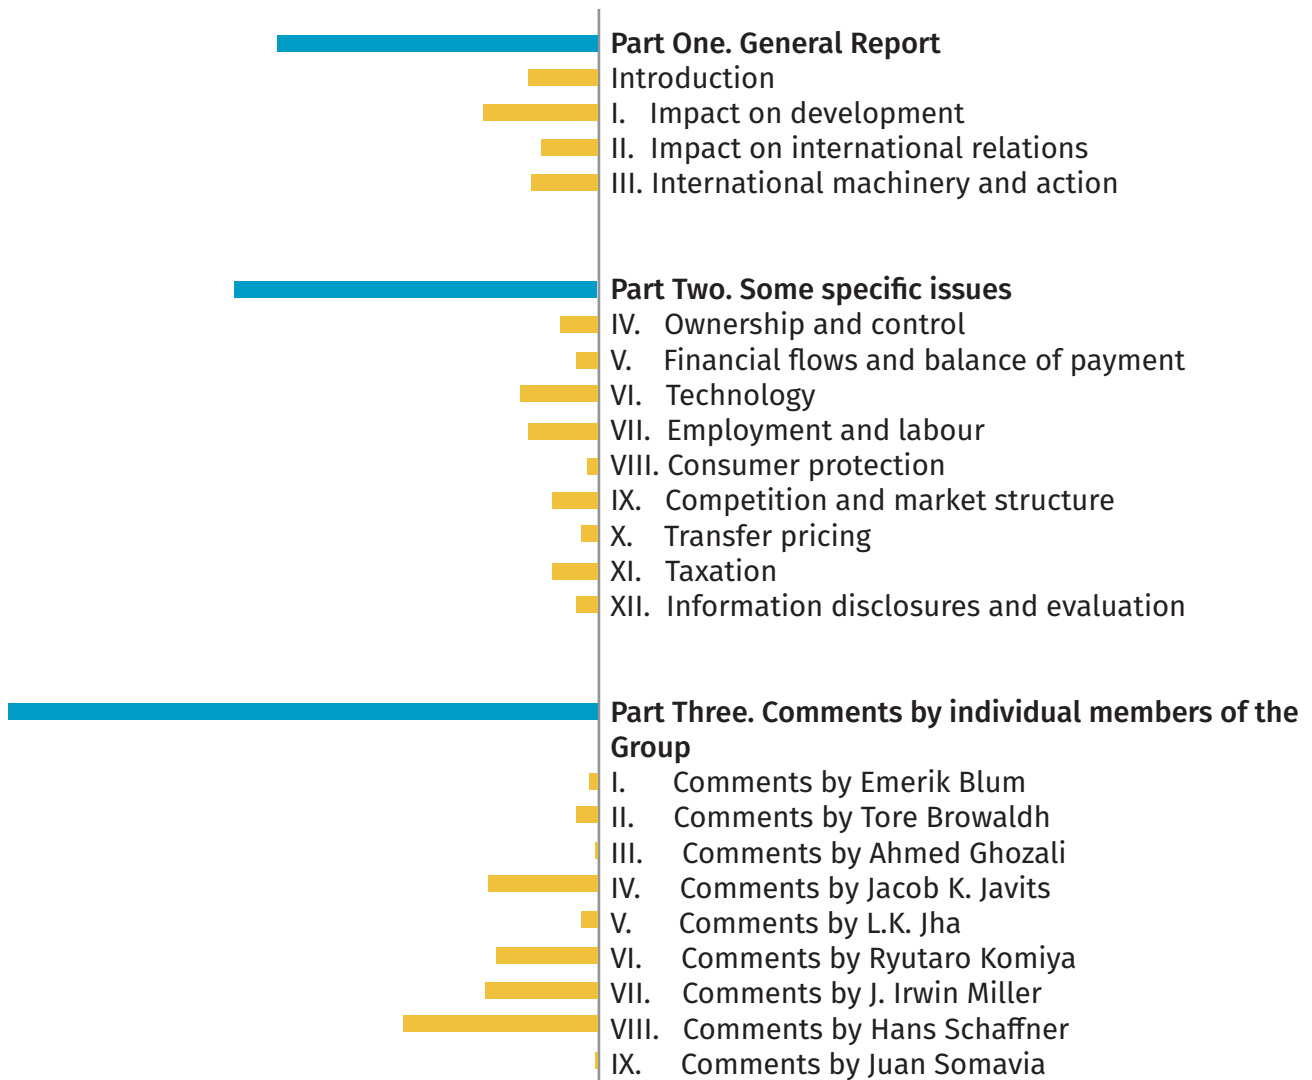 Part One. General Report
Introduction
I. Impact on development
II. Impact on international relations
III. International machinery and action
Part Two. Some specific issues
IV. Ownership and control
V. Financial flows and balance of payment
VI. Technology
VII. Employment and labour
VIII. Consumer protection
IX. Competition and market structure
X. Transfer pricing
XI. Taxation
XII. Information disclosures and evaluation
Part Three. Comments by individual members of the
Group
I. Comments by Emerik Blum
II. Comments by Tore Browaldh
III. Comments by Ahmed Ghozali
IV. Comments by Jacob K. Javits
V. Comments by L.K. Jha
VI. Comments by Ryutaro Komiya
VII. Comments by J. Irwin Miller
VIII. Comments by Hans Schaffner
IX. Comments by Juan Somavia